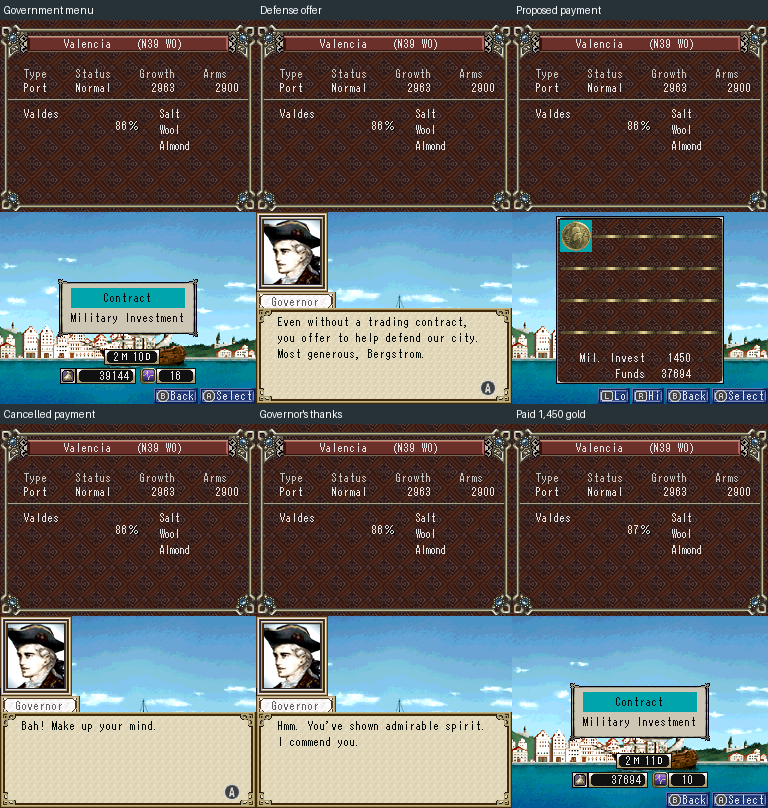 Government menu
Valencia (N39 W0)
Type Status Growth Arms
Port Normal 2963 2900
Valdes
86%
Salt
Wool
Almond
Contract
Military Investment
2M 10D
39144 16
B Back A Select
Defense offer
Valencia (N39 W0)
Type Status Growth Arms
Port Normal 2963 2900
Valdes
86%
Salt
Wool
Almond
Governor
Even without a trading contract,
you offer to help defend our city.
Most generous, Bergstrom.
A
Proposed payment
Valencia (N39 W0)
Type Status Growth Arms
Port Normal 2963 2900
Valdes
86%
Salt
Wool
Almond
Mil. Invest 1450
Funds 37694
L Lo R Hi B Back A Select
Cancelled payment
Valencia (N39 W0)
Type Status Growth Arms
Port Normal 2963 2900
Valdes
86%
Salt
Wool
Almond
Governor
Bah! Make up your mind.
A
Governor's thanks
Valencia (N39 W0)
Type Status Growth Arms
Port Normal 2963 2900
Valdes
86%
Salt
Wool
Almond
Governor
Hmm. You've shown admirable spirit.
I commend you.
Paid 1,450 gold
Valencia (N39 W0)
Type Status Growth Arms
Port Normal 2963 2900
Valdes
87%
Salt
Wool
Almond
Contract
Military Investment
2M 11D
37694 10
B Back A Select